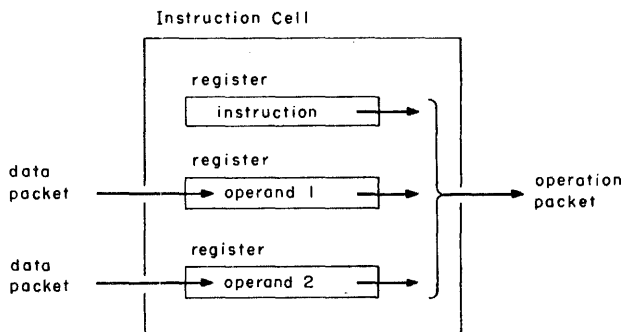 Instruction Cell
register
instruction
register
data
packet
operand 1
operation
packet
register
data
packet
operand 2